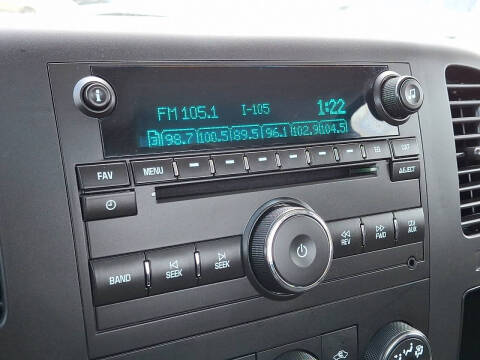 FM 105.1 I-105 1:22
98.7 100.5 89.5 96.1 102.9 104.5
FAV MENU
EJECT
BAND SEEK SEEK REV FWD AUX